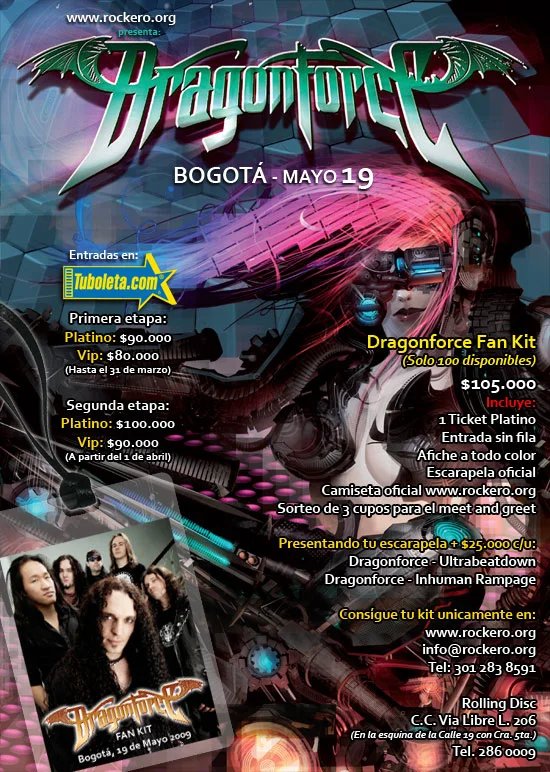 www.rockero.org
presenta:
Dragonforce
BOGOTÁ - MAYO 19
Entradas en:
Tuboleta.com
Primera etapa:
Platino: $90.000
Vip: $80.000
(Hasta el 31 de marzo)
Segunda etapa:
Platino: $100.000
Vip: $90.000
(A partir del 1 de abril)
Dragonforce Fan Kit
(Solo 100 disponibles)
$105.000
Incluye:
1 Ticket Platino
Entrada sin fila
Afiche a todo color
Escarapela oficial
Camiseta oficial www.rockero.org
Sorteo de 3 cupos para el meet and greet
Presentando tu escarapela + $25.000 c/u:
Dragonforce - Ultrabeatdown
Dragonforce - Inhuman Rampage
Consigue tu kit unicamente en:
www.rockero.org
info@rockero.org
Tel: 301 283 8591
Rolling Disc
C.C. Via Libre L. 206
(En la esquina de la Calle 19 con Cra. 5ta.)
Tel. 286 0009
Dragonforce
FAN KIT
Bogotá, 19 de Mayo 2009